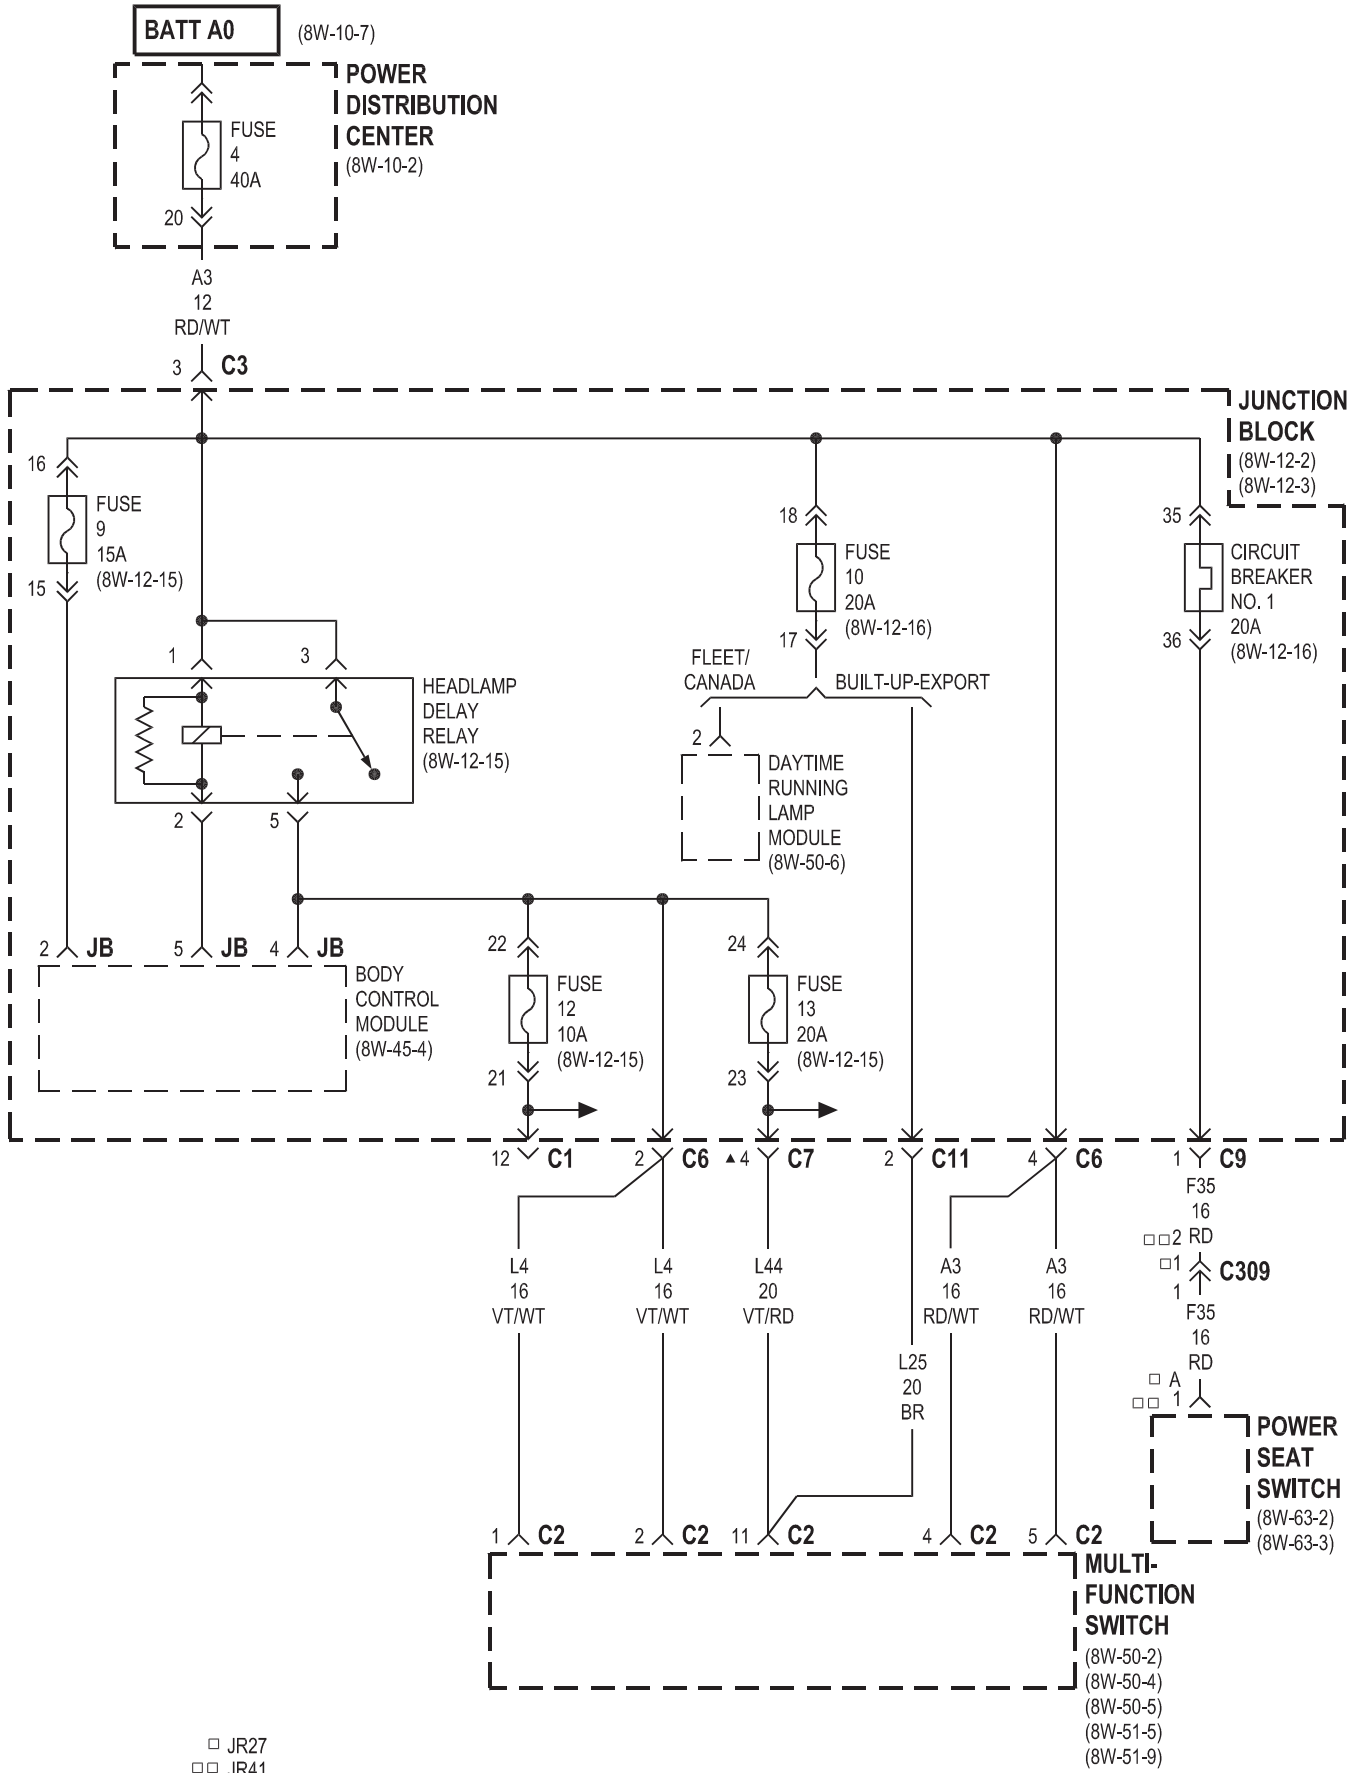 BATT A0
(8W-10-7)
POWER
DISTRIBUTION
CENTER
(8W-10-2)
FUSE
4
40A
20
A3
12
RD/WT
3
C3
JUNCTION
BLOCK
(8W-12-2)
(8W-12-3)
16
FUSE
9
15A
(8W-12-15)
15
18
FUSE
10
20A
(8W-12-16)
17
35
CIRCUIT
BREAKER
NO. 1
20A
(8W-12-16)
36
1
3
HEADLAMP
DELAY
RELAY
(8W-12-15)
2
5
FLEET/
CANADA
BUILT-UP-EXPORT
2
DAYTIME
RUNNING
LAMP
MODULE
(8W-50-6)
2 JB
5 JB
4 JB
BODY
CONTROL
MODULE
(8W-45-4)
22
FUSE
12
10A
(8W-12-15)
21
24
FUSE
13
20A
(8W-12-15)
23
12 C1
2 C6
▲ 4 C7
2 C11
4 C6
1 C9
F35
16
RD
□□2
□1
C309
1
F35
16
RD
□ A
□□ 1
POWER
SEAT
SWITCH
(8W-63-2)
(8W-63-3)
L4
16
VT/WT
L4
16
VT/WT
L44
20
VT/RD
L25
20
BR
A3
16
RD/WT
A3
16
RD/WT
1 C2
2 C2
11 C2
4 C2
5 C2
MULTI-
FUNCTION
SWITCH
(8W-50-2)
(8W-50-4)
(8W-50-5)
(8W-51-5)
(8W-51-9)
□ JR27
□□ JR41